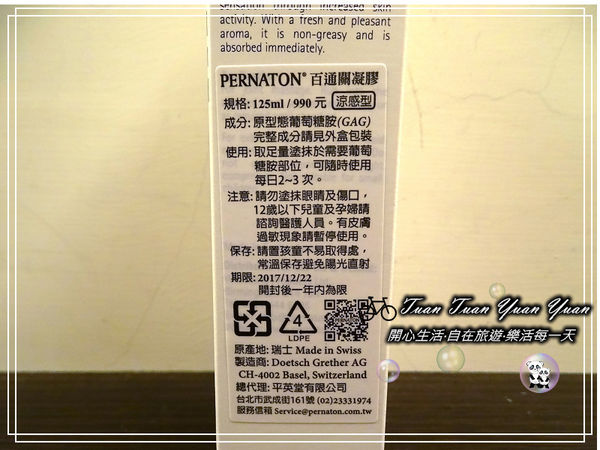 sensation through increased skin
activity. With a fresh and pleasant
aroma, it is non-greasy and is
absorbed immediately.
PERNATON® 百通關凝膠
規格: 125ml / 990 元 涼感型
成分: 原型態葡萄糖胺(GAG)
完整成分請見外盒包裝
使用: 取足量塗抹於需要葡萄
糖胺部位，可隨時使用
每日2~3 次。
注意: 請勿塗抹眼睛及傷口，
12歲以下兒童及孕婦請
諮詢醫護人員。有皮膚
過敏現象請暫停使用。
保存: 請置孩童不易取得處，
常溫保存避免陽光直射
期限: 2017/12/22
開封後一年內為限
4
LDPE
原產地: 瑞士 Made in Swiss
製造商: Doetsch Grether AG
CH-4002 Basel, Switzerland
總代理: 平英堂有限公司
台北市武成街161號 (02)23331974
服務信箱 Service@pernaton.com.tw
Tuan Tuan Yuan Yuan
開心生活‧自在旅遊‧樂活每一天